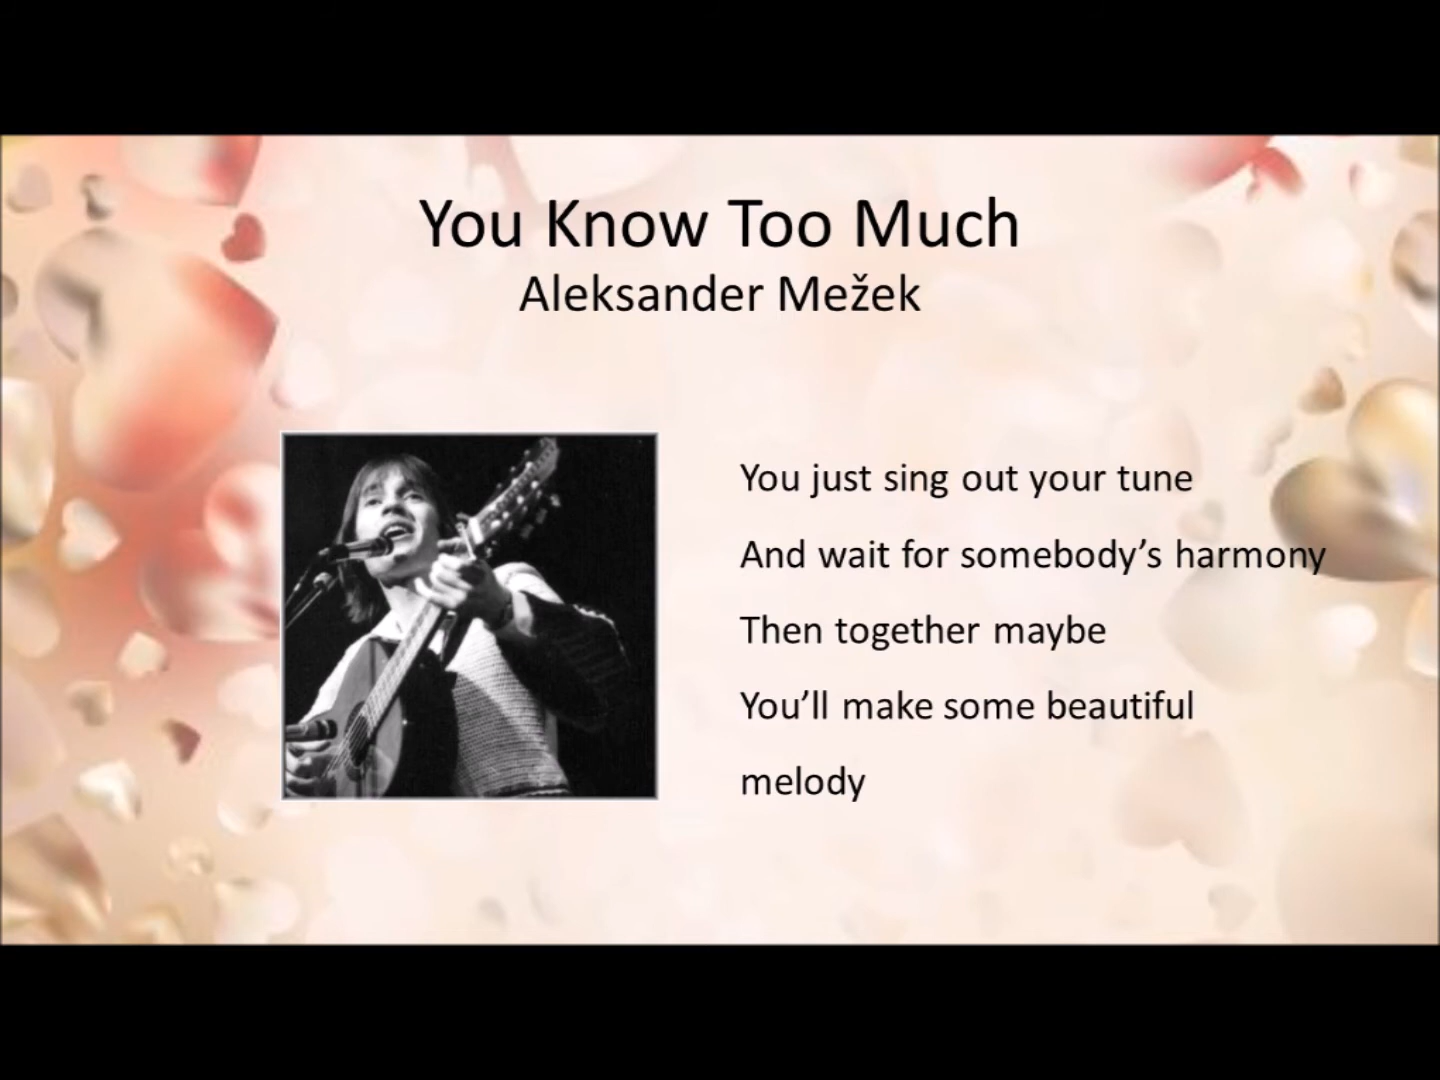 You Know Too Much
Aleksander Mežek
You just sing out your tune
And wait for somebody’s harmony
Then together maybe
You’ll make some beautiful
melody